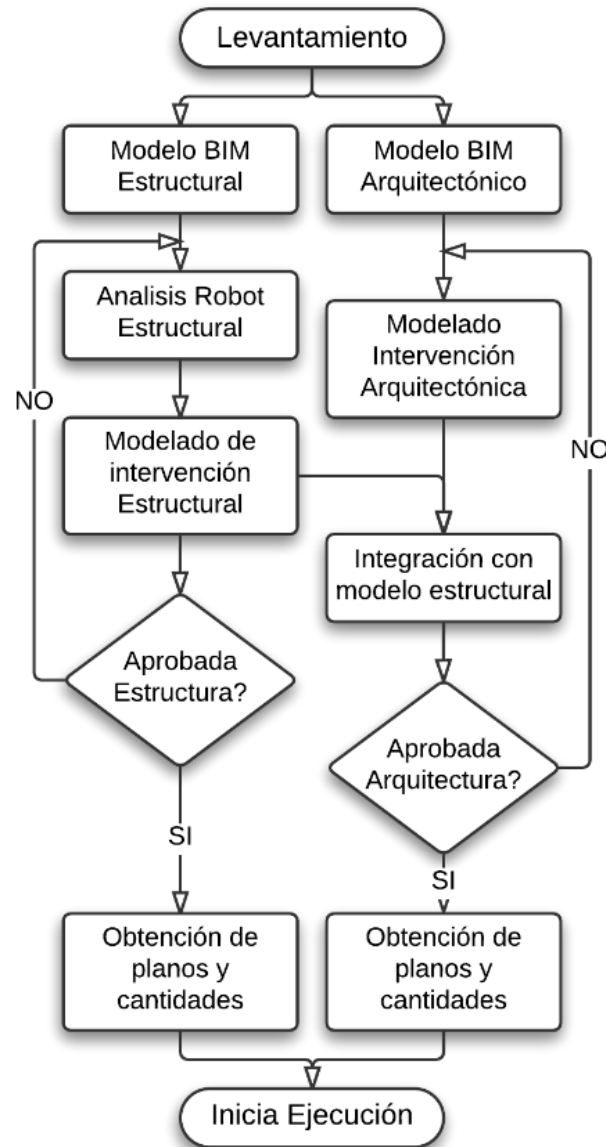 Levantamiento
Modelo BIM
Estructural
Modelo BIM
Arquitectónico
Analisis Robot
Estructural
Modelado
Intervención
Arquitectónica
NO
NO
Modelado de
intervención
Estructural
Integración con
modelo estructural
Aprobada
Estructura?
Aprobada
Arquitectura?
SI
SI
Obtención de
planos y
cantidades
Obtención de
planos y
cantidades
Inicia Ejecución